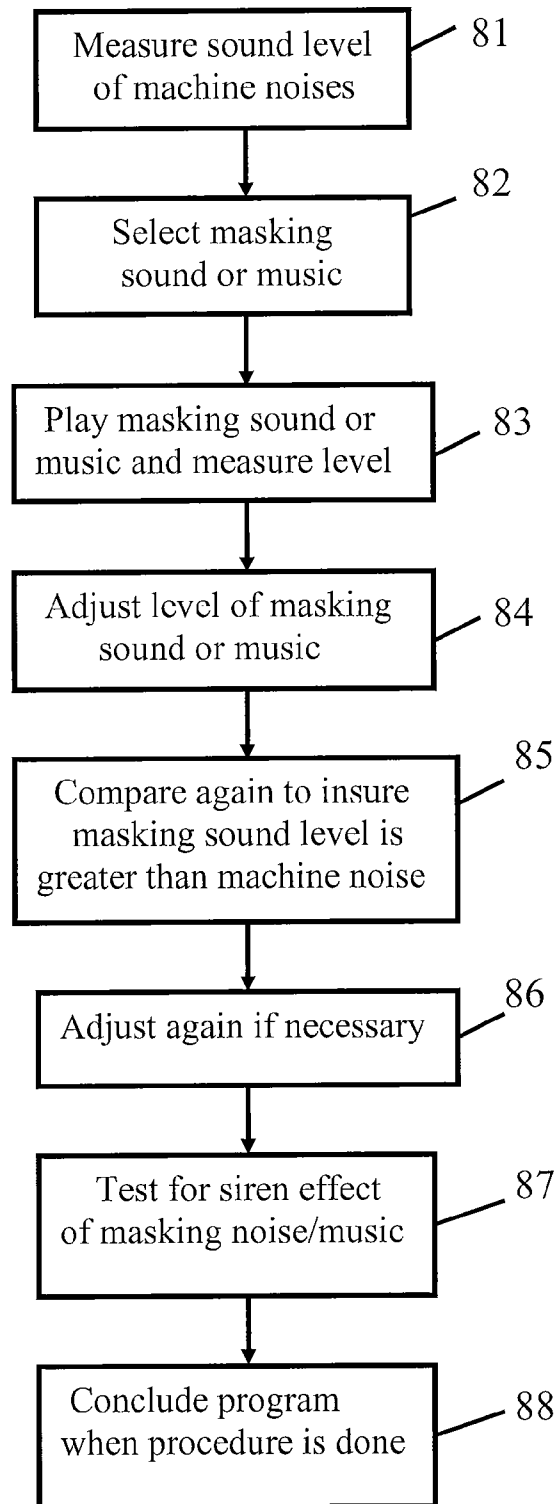 Measure sound level
of machine noises
81
Select masking
sound or music
82
Play masking sound or
music and measure level
83
Adjust level of masking
sound or music
84
Compare again to insure
masking sound level is
greater than machine noise
85
Adjust again if necessary
86
Test for siren effect
of masking noise/music
87
Conclude program
when procedure is done
88